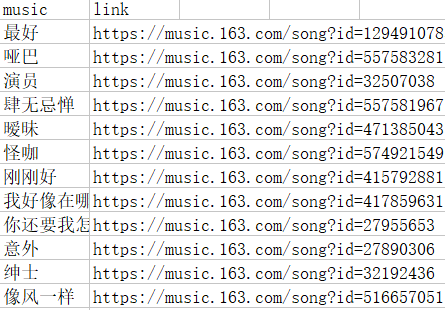 music link
最好 https://music.163.com/song?id=129491078
哑巴 https://music.163.com/song?id=557583281
演员 https://music.163.com/song?id=32507038
肆无忌惮 https://music.163.com/song?id=557581967
暧昧 https://music.163.com/song?id=471385043
怪咖 https://music.163.com/song?id=574921549
刚刚好 https://music.163.com/song?id=415792881
我好像在哪 https://music.163.com/song?id=417859631
你还要我怎 https://music.163.com/song?id=27955653
意外 https://music.163.com/song?id=27890306
绅士 https://music.163.com/song?id=32192436
像风一样 https://music.163.com/song?id=516657051